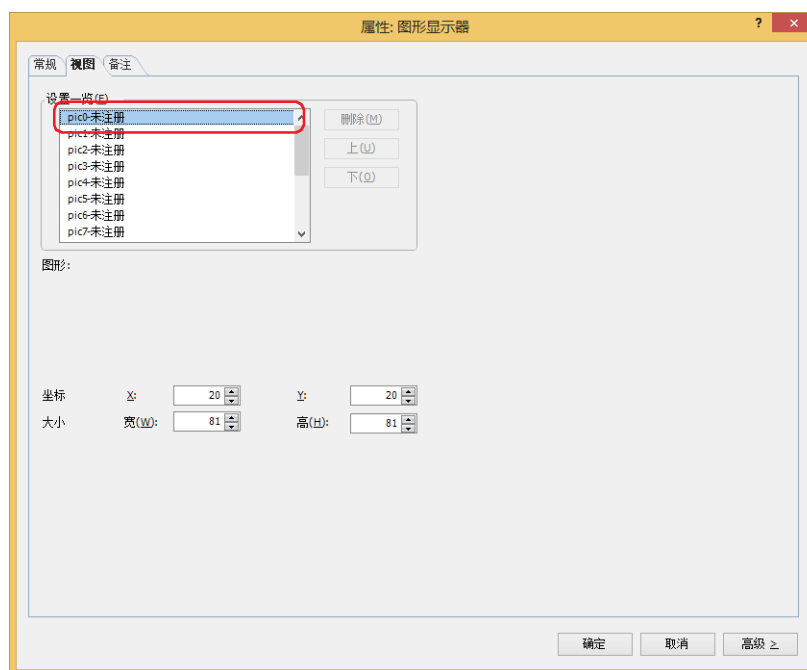 属性: 图形显示器
?
×
常规 视图 备注
设置一览(E)
pic0-未注册
pic1-未注册
pic2-未注册
pic3-未注册
pic4-未注册
pic5-未注册
pic6-未注册
pic7-未注册
删除(M)
上(U)
下(O)
图形:
坐标 X: 20 Y: 20
大小 宽(W): 81 高(H): 81
确定 取消 高级 ≥